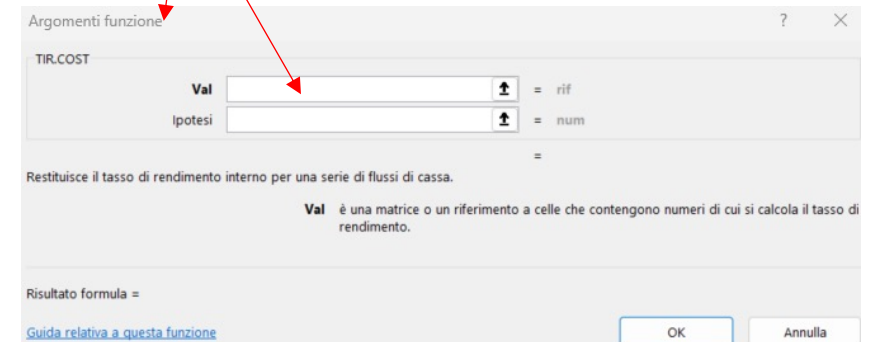 Argomenti funzione ? ×
TIR.COST
Val = rif
Ipotesi = num
=
Restituisce il tasso di rendimento interno per una serie di flussi di cassa.
Val è una matrice o un riferimento a celle che contengono numeri di cui si calcola il tasso di
rendimento.
Risultato formula =
Guida relativa a questa funzione OK Annulla